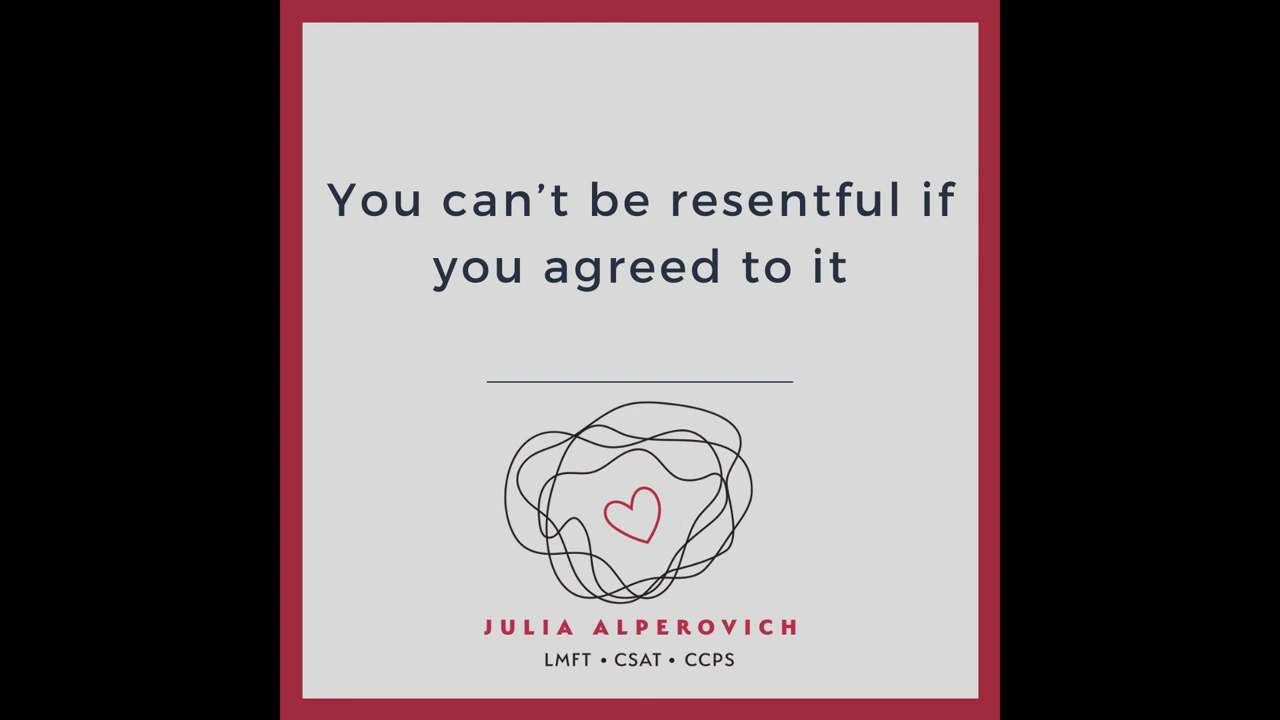 You can’t be resentful if
you agreed to it
JULIA ALPEROVICH
LMFT • CSAT • CCPS